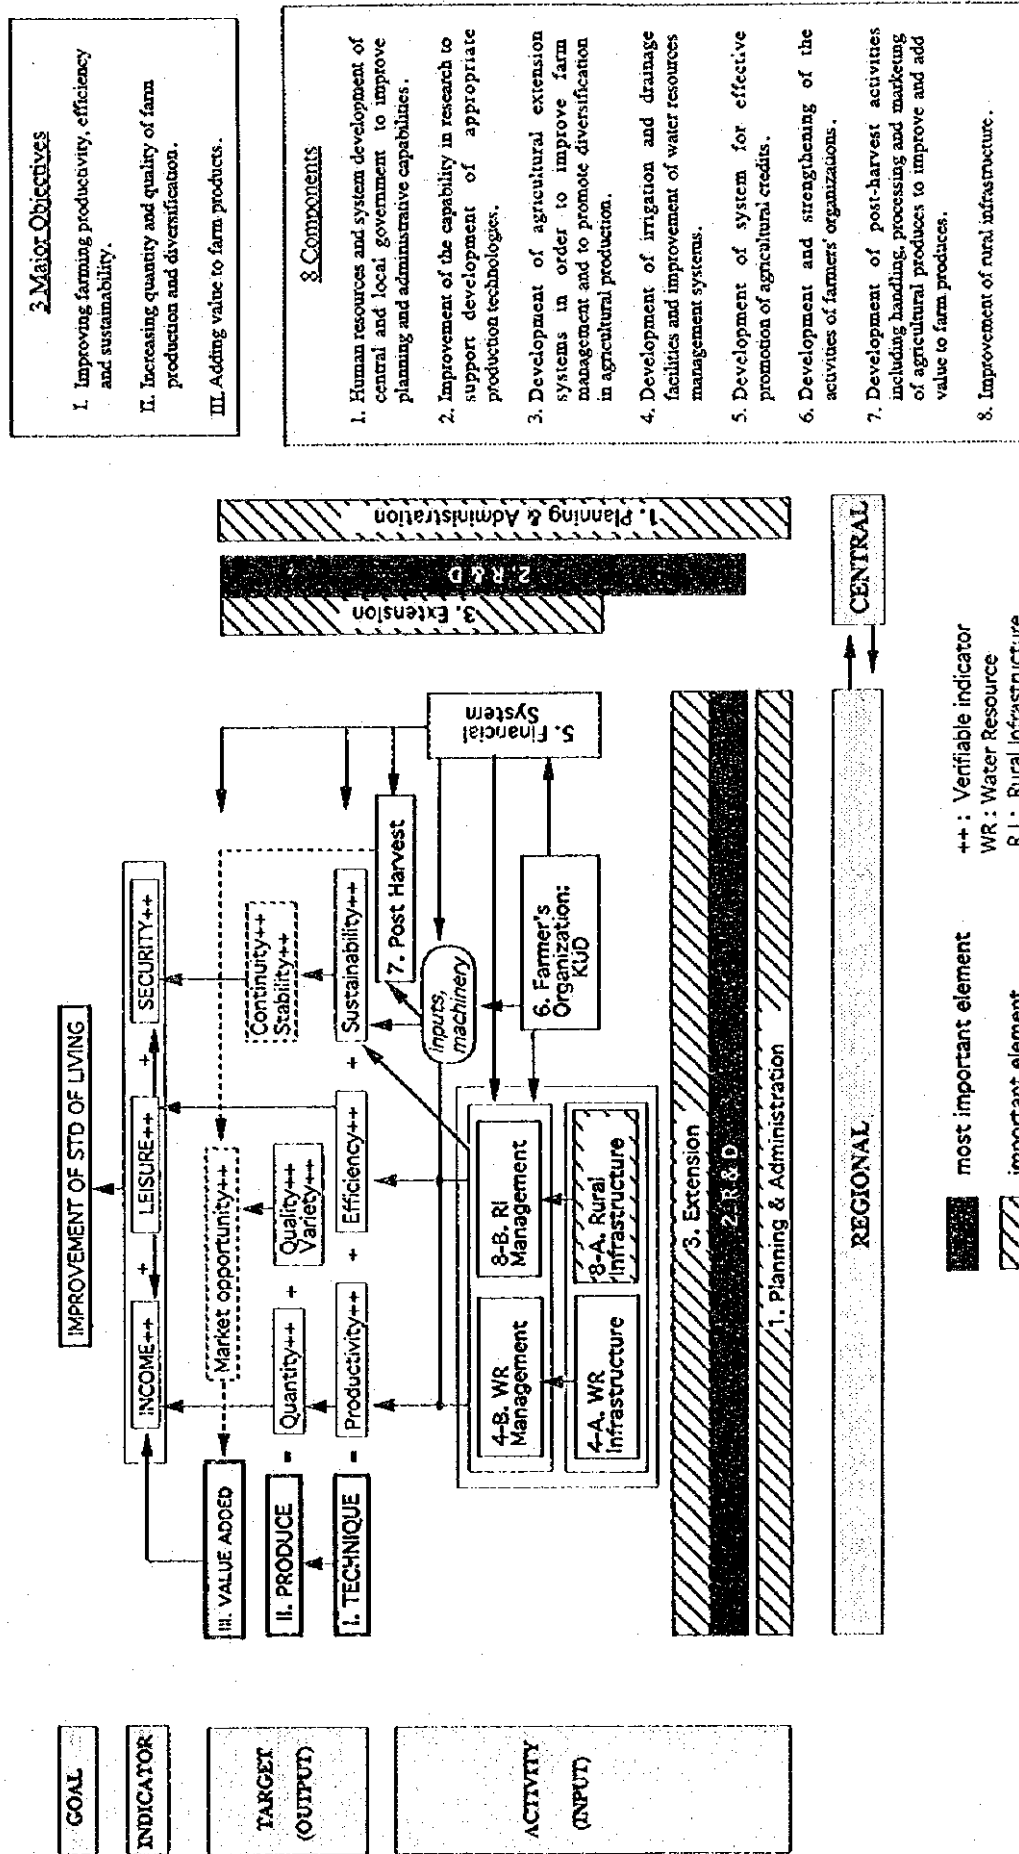 GOAL
INDICATOR
TARGET
(OUTPUT)
ACTIVITY
(INPUT)
IMPROVEMENT OF STD OF LIVING
INCOME++ + LEISURE++ + SECURITY++
III. VALUE ADDED
Market opportunity++
II. PRODUCE = Quantity++ + Quality++
Variety++
Continuity++
Stability++
I. TECHNIQUE = Productivity++ + Efficiency++ + Sustainability++
7. Post Harvest
Inputs,
machinery
5. Financial
System
4-B. WR
Management
8-B. RI
Management
4-A. WR
Infrastructure
8-A. Rural
Infrastructure
6. Farmer's
Organization:
KUD
3. Extension
2. R & D
1. Planning & Administration
3. Extension
2. R & D
1. Planning & Administration
REGIONAL
CENTRAL
most important element
important element
++ : Verifiable indicator
WR : Water Resource
R I : Rural Infrastructure
3 Major Objectives
I. Improving farming productivity, efficiency
and sustainability.
II. Increasing quantity and quality of farm
production and diversification.
III. Adding value to farm products.
8 Components
1. Human resources and system development of
central and local government to improve
planning and administrative capabilities.
2. Improvement of the capability in research to
support development of appropriate
production technologies.
3. Development of agricultural extension
systems in order to improve farm
management and to promote diversification
in agricultural production.
4. Development of irrigation and drainage
facilities and improvement of water resources
management systems.
5. Development of system for effective
promotion of agricultural credits.
6. Development and strengthening of the
activities of farmers' organizations.
7. Development of post-harvest activities
including handling, processing and marketing
of agricultural produces to improve and add
value to farm produces.
8. Improvement of rural infrastructure.